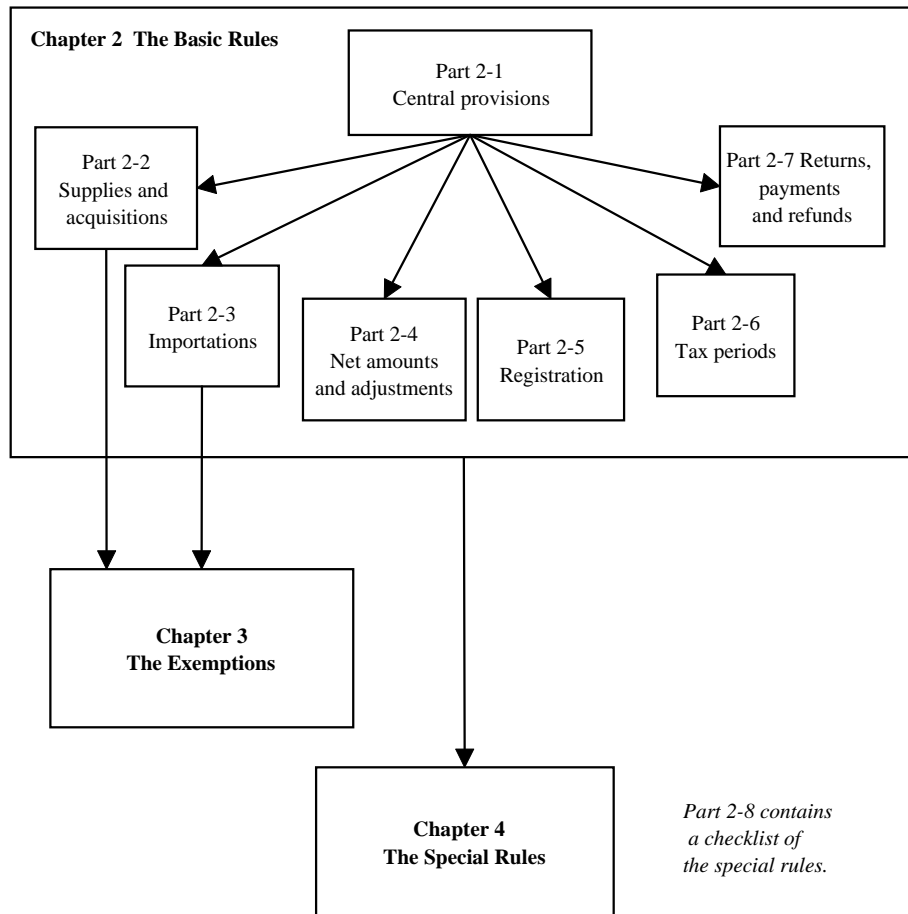 Chapter 2 The Basic Rules
Part 2-1
Central provisions
Part 2-2
Supplies and
acquisitions
Part 2-7 Returns,
payments
and refunds
Part 2-3
Importations
Part 2-4
Net amounts
and adjustments
Part 2-5
Registration
Part 2-6
Tax periods
Chapter 3
The Exemptions
Chapter 4
The Special Rules
Part 2-8 contains
a checklist of
the special rules.